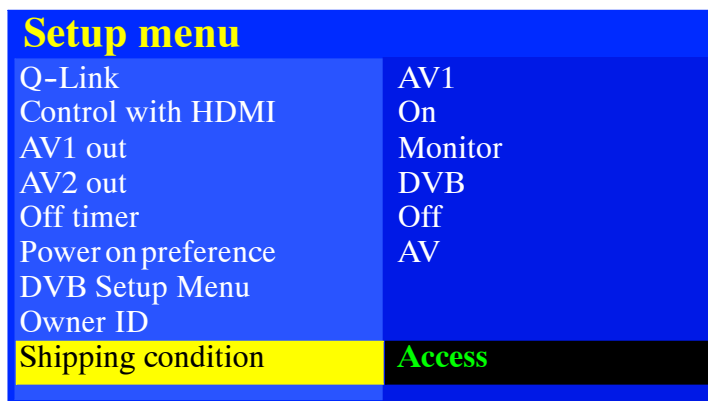 Setup menu
Q-Link AV1
Control with HDMI On
AV1 out Monitor
AV2 out DVB
Off timer Off
Power on preference AV
DVB Setup Menu
Owner ID
Shipping condition Access